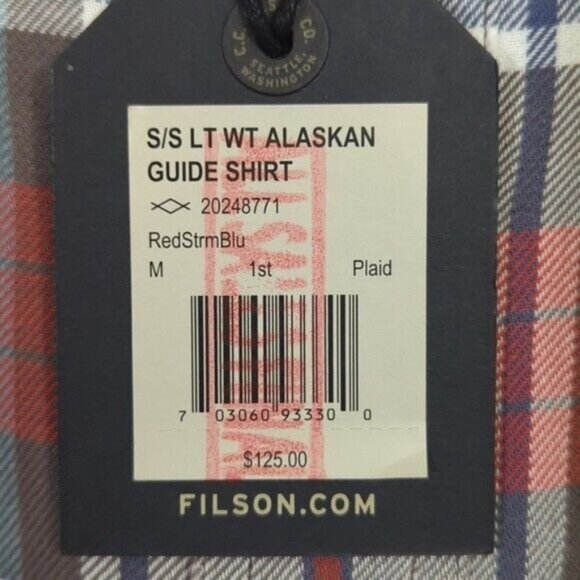 CO.
SEATTLE,
WASHINGTON
S/S LT WT ALASKAN
GUIDE SHIRT
20248771
RedStrmBlu
M 1st Plaid
7 03060 93330 0
$125.00
FILSON.COM